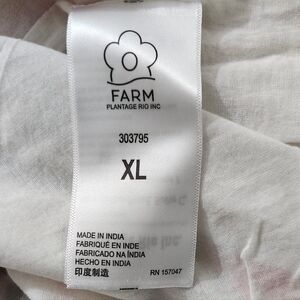 FARM
PLANTAGE RIO INC
303795
XL
MADE IN INDIA
FABRIQUÉ EN INDE
FABRICADO NA ÍNDIA
HECHO EN INDIA
印度制造 RN 157047